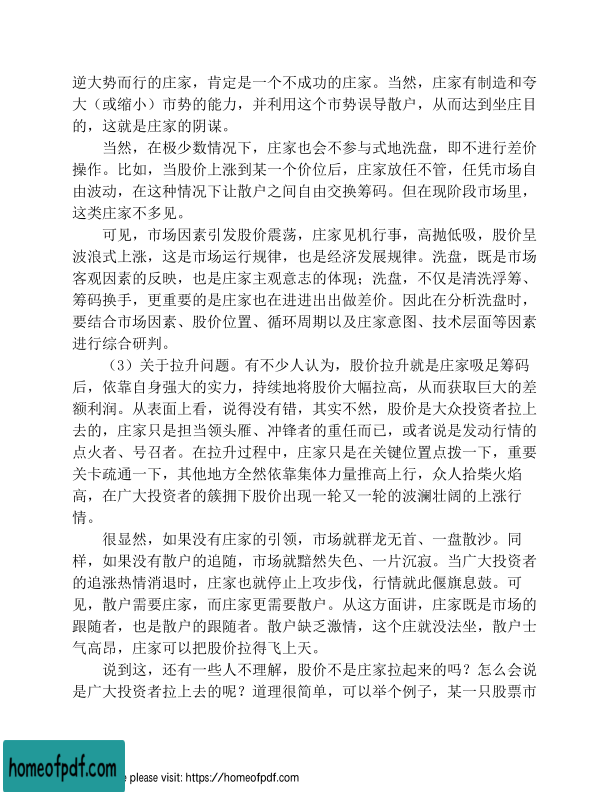 逆大势而行的庄家，肯定是一个不成功的庄家。当然，庄家有制造和夸
大（或缩小）市势的能力，并利用这个市势误导散户，从而达到坐庄目
的，这就是庄家的阴谋。
当然，在极少数情况下，庄家也会不参与式地洗盘，即不进行差价
操作。比如，当股价上涨到某一个价位后，庄家放任不管，任凭市场自
由波动，在这种情况下让散户之间自由交换筹码。但在现阶段市场里，
这类庄家不多见。
可见，市场因素引发股价震荡，庄家见机行事，高抛低吸，股价呈
波浪式上涨，这是市场运行规律，也是经济发展规律。洗盘，既是市场
客观因素的反映，也是庄家主观意志的体现；洗盘，不仅是清洗浮筹、
筹码换手，更重要的是庄家也在进进出出做差价。因此在分析洗盘时，
要结合市场因素、股价位置、循环周期以及庄家意图、技术层面等因素
进行综合研判。
（3）关于拉升问题。有不少人认为，股价拉升就是庄家吸足筹码
后，依靠自身强大的实力，持续地将股价大幅拉高，从而获取巨大的差
额利润。从表面上看，说得没有错，其实不然，股价是大众投资者拉上
去的，庄家只是担当领头雁、冲锋者的重任而已，或者说是发动行情的
点火者、号召者。在拉升过程中，庄家只是在关键位置点拨一下，重要
关卡疏通一下，其他地方全然依靠集体力量推高上行，众人拾柴火焰
高，在广大投资者的簇拥下股价出现一轮又一轮的波澜壮阔的上涨行
情。
很显然，如果没有庄家的引领，市场就群龙无首、一盘散沙。同
样，如果没有散户的追随，市场就黯然失色、一片沉寂。当广大投资者
的追涨热情消退时，庄家也就停止上攻步伐，行情就此偃旗息鼓。可
见，散户需要庄家，而庄家更需要散户。从这方面讲，庄家既是市场的
跟随者，也是散户的跟随者。散户缺乏激情，这个庄就没法坐，散户士
气高昂，庄家可以把股价拉得飞上天。
说到这，还有一些人不理解，股价不是庄家拉起来的吗？怎么会说
是广大投资者拉上去的呢？道理很简单，可以举个例子，某一只股票市
homeofpdf.com
e please visit: https://homeofpdf.com